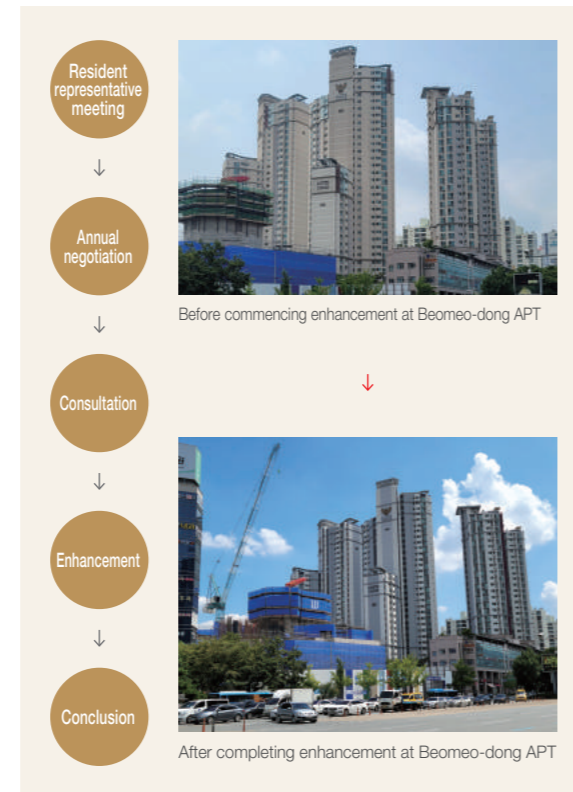 Resident
representative
meeting
↓
Annual
negotiation
↓
Consultation
↓
Enhancement
↓
Conclusion
Before commencing enhancement at Beomeo-dong APT
↓
After completing enhancement at Beomeo-dong APT